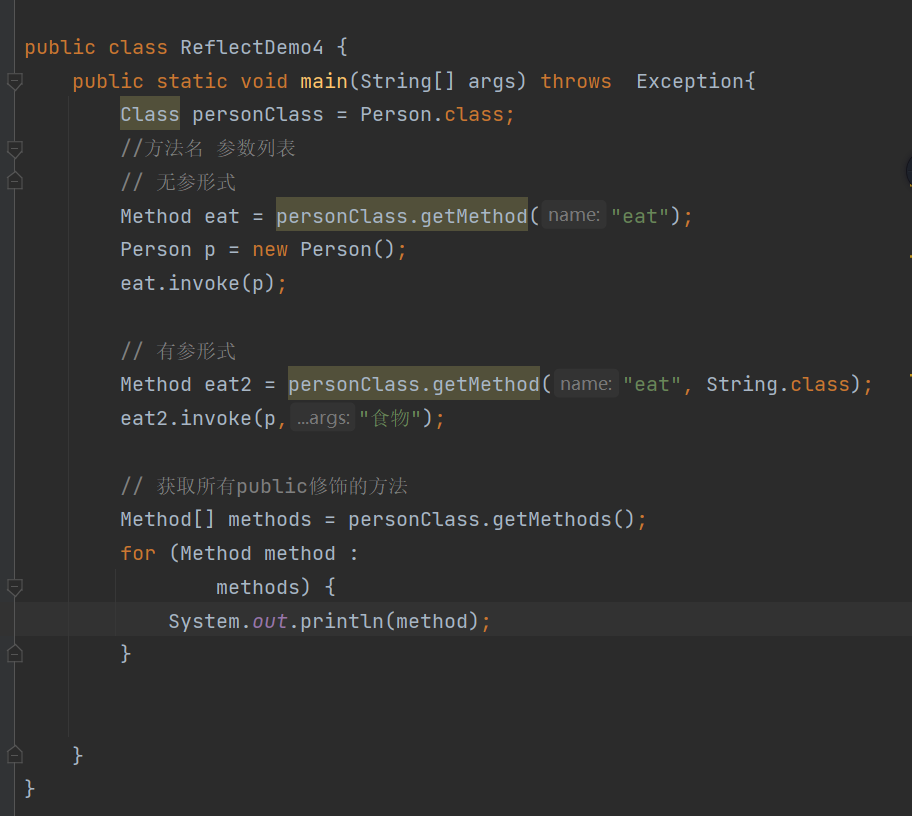 public class ReflectDemo4 {
public static void main(String[] args) throws  Exception{
Class personClass = Person.class;
//方法名 参数列表
// 无参形式
Method eat = personClass.getMethod( name: "eat");
Person p = new Person();
eat.invoke(p);
// 有参形式
Method eat2 = personClass.getMethod( name: "eat", String.class);
eat2.invoke(p, ...args: "食物");
// 获取所有public修饰的方法
Method[] methods = personClass.getMethods();
for (Method method :
methods) {
System.out.println(method);
}
}
}